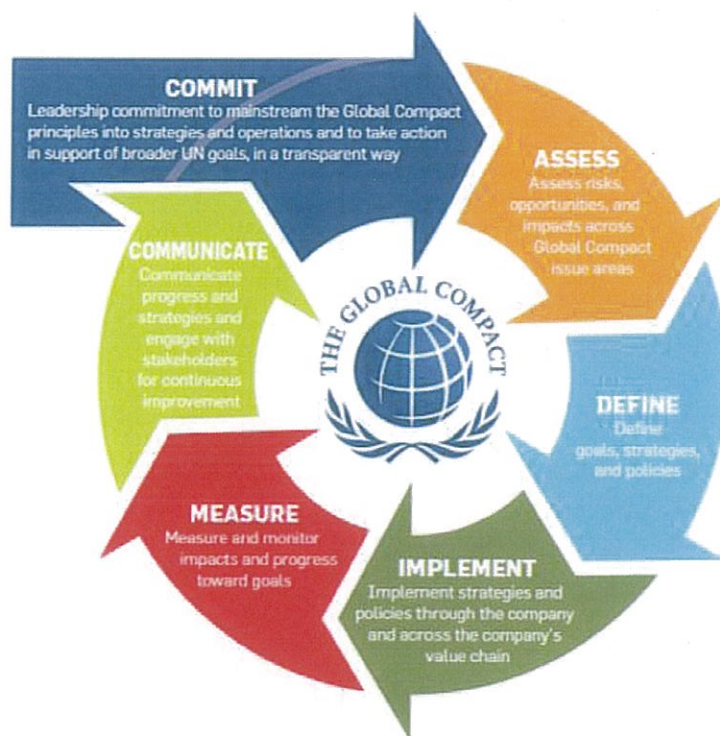 COMMIT
Leadership commitment to mainstream the Global Compact
principles into strategies and operations and to take action
in support of broader UN goals, in a transparent way
ASSESS
Assess risks,
opportunities, and
impacts across
Global Compact
issue areas
DEFINE
Define
goals, strategies,
and policies
IMPLEMENT
Implement strategies and
policies through the company
and across the company's
value chain
MEASURE
Measure and monitor
impacts and progress
toward goals
COMMUNICATE
Communicate
progress and
strategies and
engage with
stakeholders
for continuous
improvement
THE GLOBAL COMPACT